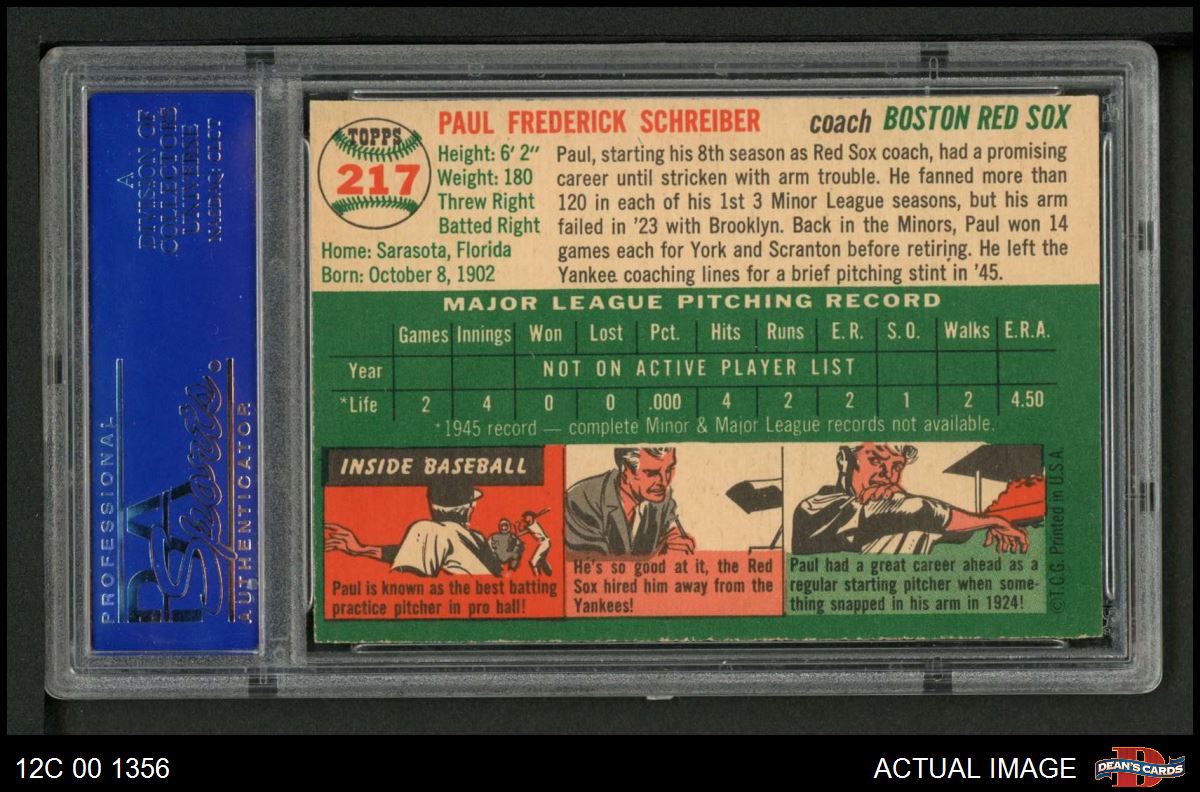 A
DIVISION OF
COLLECTORS
UNIVERSE
NASDAQ: CLCT
PROFESSIONAL
PSA
Sports
AUTHENTICATOR
TOPPS
217
PAUL FREDERICK SCHREIBER
coach BOSTON RED SOX
Height: 6' 2"
Weight: 180
Threw Right
Batted Right
Home: Sarasota, Florida
Born: October 8, 1902
Paul, starting his 8th season as Red Sox coach, had a promising
career until stricken with arm trouble. He fanned more than
120 in each of his 1st 3 Minor League seasons, but his arm
failed in '23 with Brooklyn. Back in the Minors, Paul won 14
games each for York and Scranton before retiring. He left the
Yankee coaching lines for a brief pitching stint in '45.
MAJOR LEAGUE PITCHING RECORD
Games Innings Won Lost Pct. Hits Runs E.R. S.O. Walks E.R.A.
Year NOT ON ACTIVE PLAYER LIST
*Life 2 4 0 0 .000 4 2 2 1 2 4.50
*1945 record — complete Minor & Major League records not available.
INSIDE BASEBALL
Paul is known as the best batting
practice pitcher in pro ball!
He's so good at it, the Red
Sox hired him away from the
Yankees!
Paul had a great career ahead as a
regular starting pitcher when some-
thing snapped in his arm in 1924!
©T.C.G. Printed in U.S.A.
12C 00 1356
ACTUAL IMAGE
DEAN'S CARDS